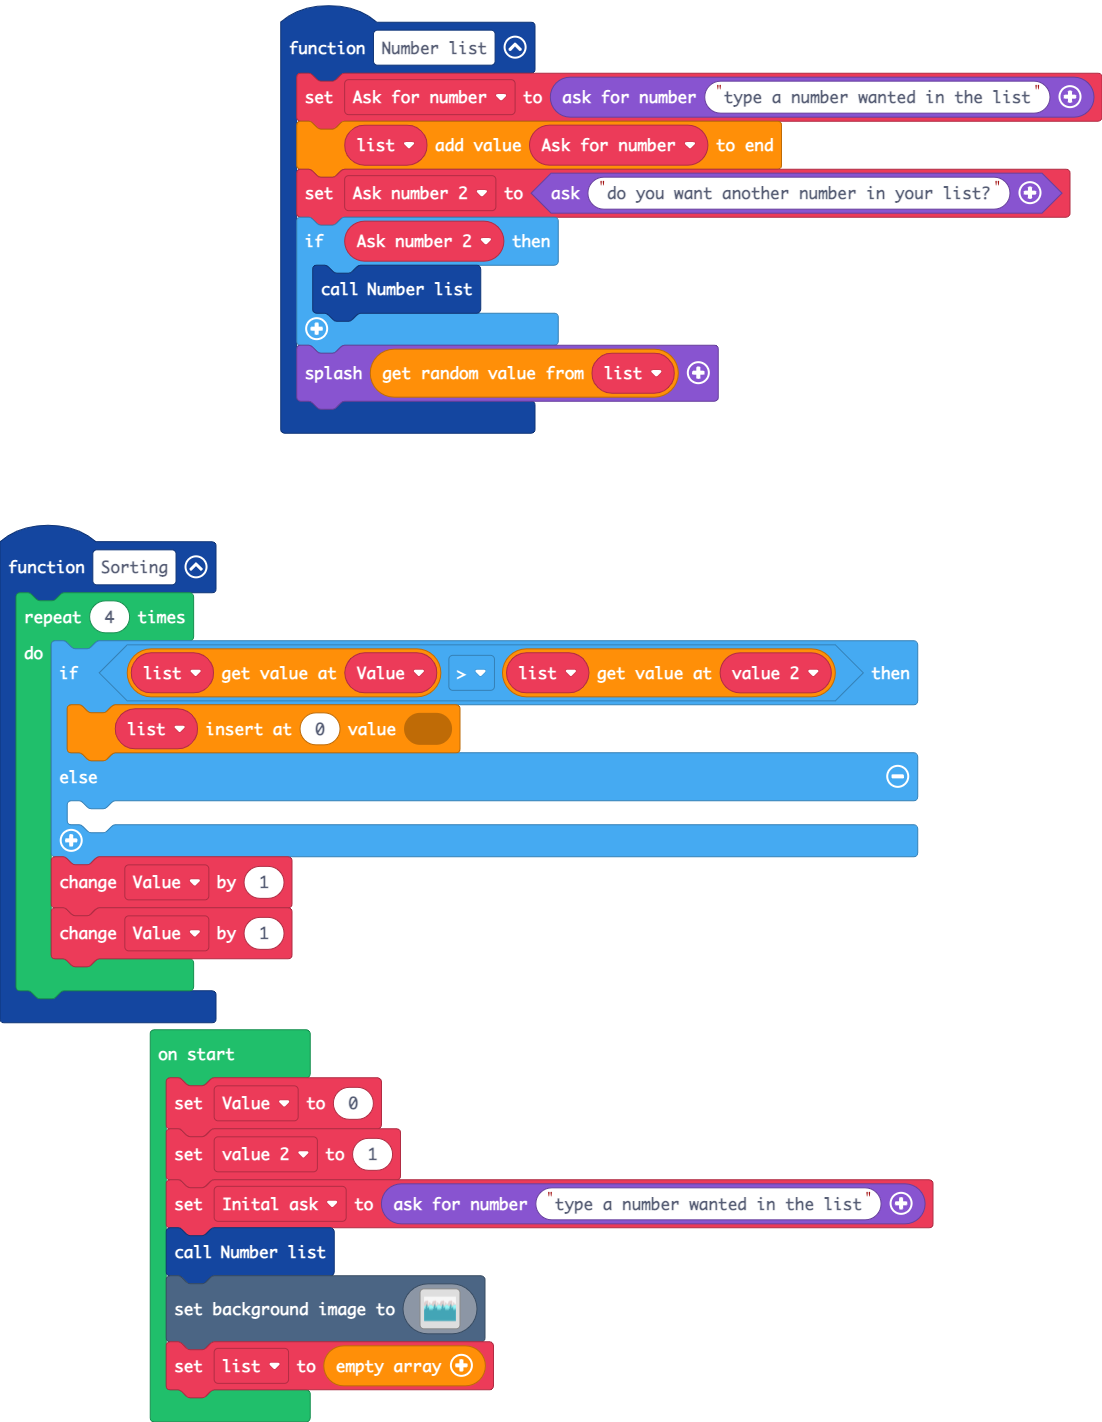 function Number list
set Ask for number to ask for number "type a number wanted in the list"
list add value Ask for number to end
set Ask number 2 to ask "do you want another number in your list?"
if Ask number 2 then
call Number list
splash get random value from list
function Sorting
repeat 4 times
do
if list get value at Value > list get value at value 2 then
list insert at 0 value
else
change Value by 1
change Value by 1
on start
set Value to 0
set value 2 to 1
set Inital ask to ask for number "type a number wanted in the list"
call Number list
set background image to
set list to empty array